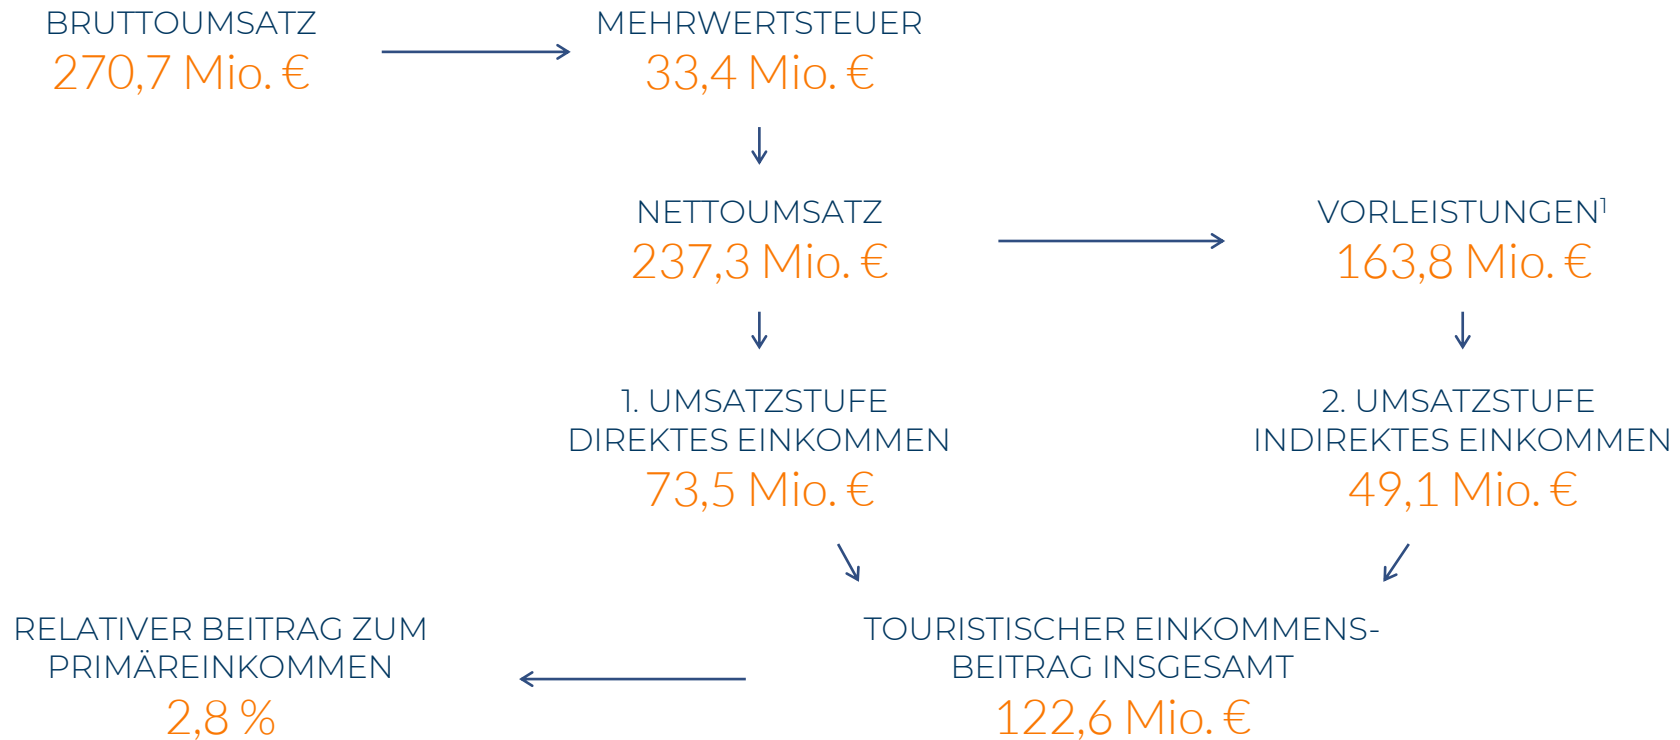 BRUTTOUMSATZ
270,7 Mio. €
MEHRWERTSTEUER
33,4 Mio. €
NETTOUMSATZ
237,3 Mio. €
VORLEISTUNGEN¹
163,8 Mio. €
1. UMSATZSTUFE
DIREKTES EINKOMMEN
73,5 Mio. €
2. UMSATZSTUFE
INDIREKTES EINKOMMEN
49,1 Mio. €
RELATIVER BEITRAG ZUM
PRIMÄREINKOMMEN
2,8 %
TOURISTISCHER EINKOMMENS-
BEITRAG INSGESAMT
122,6 Mio. €